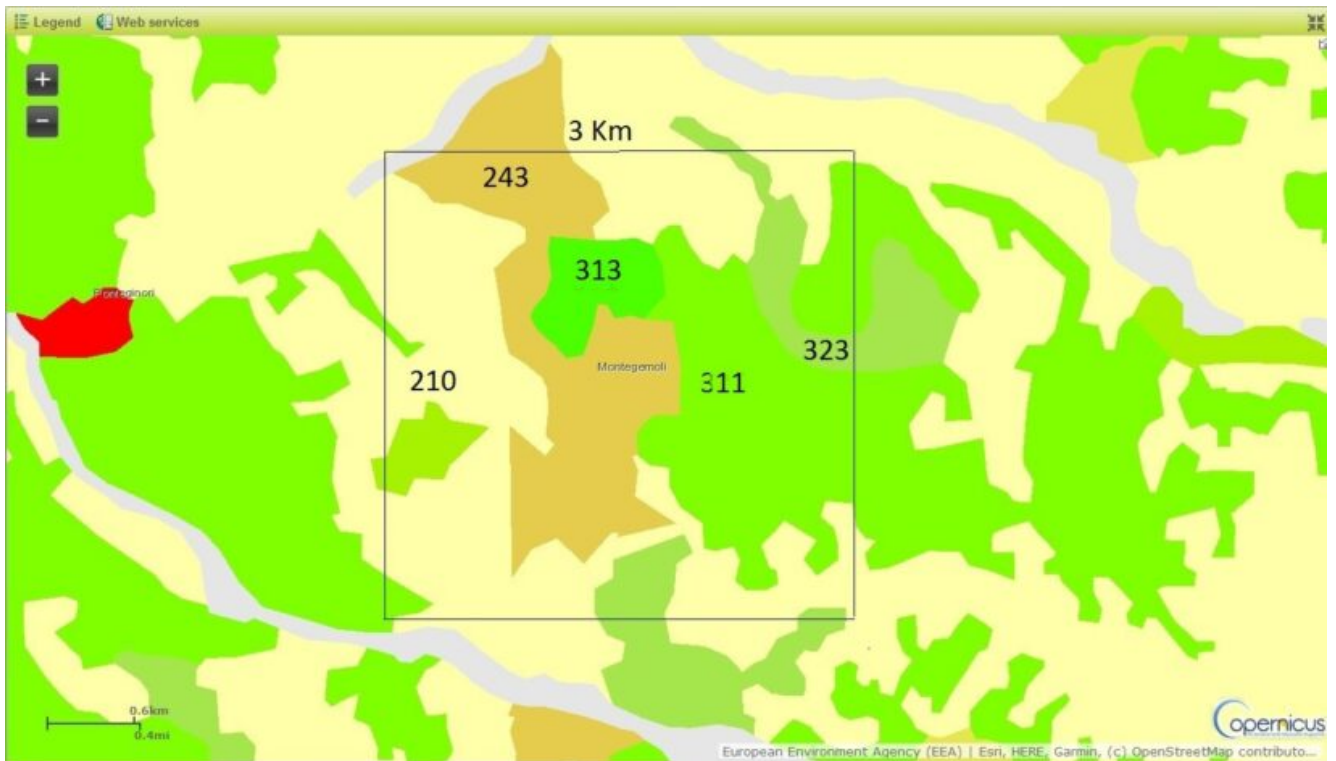 Legend Web services
+
−
3 Km
243
313
Ponteginori
323
Montegemoli
210
311
0.6km
0.4mi
opernicus
European Environment Agency (EEA) | Esri, HERE, Garmin, (c) OpenStreetMap contributo...